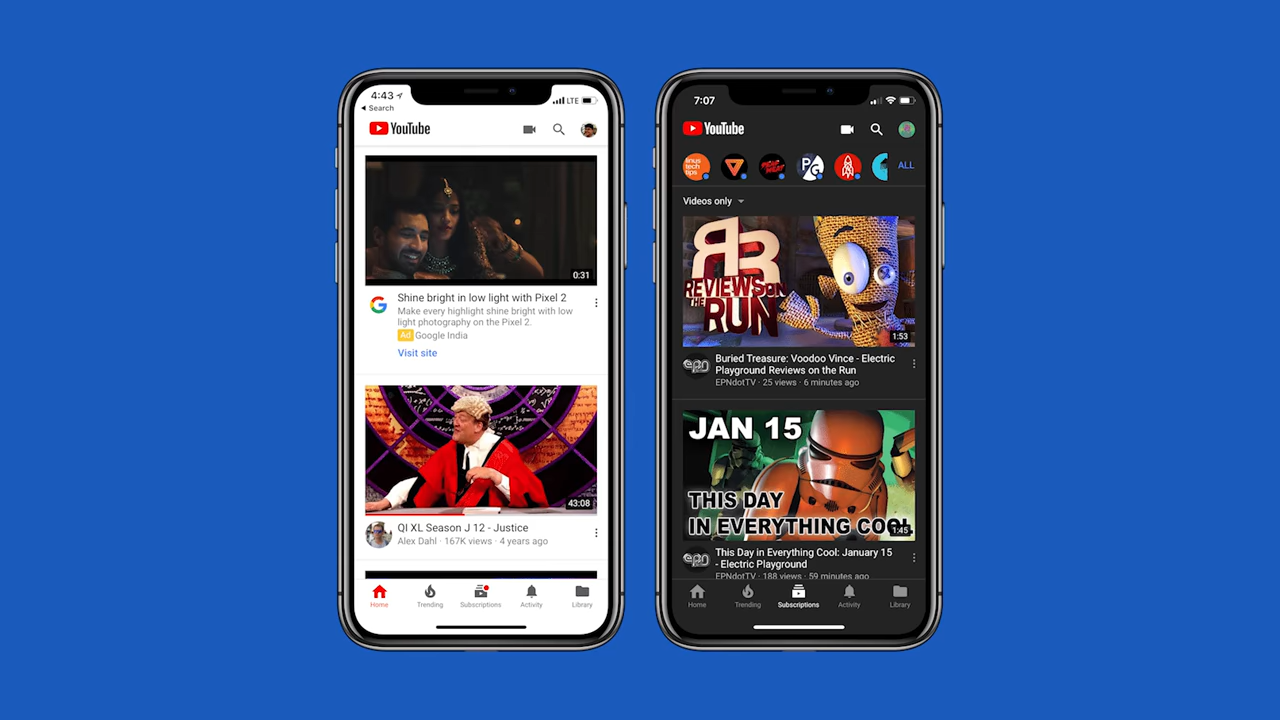 4:43
LTE
Search
YouTube
0:31
Shine bright in low light with Pixel 2
Make every highlight shine bright with low
light photography on the Pixel 2.
Ad Google India
Visit site
43:08
QI XL Season J 12 - Justice
Alex Dahl · 167K views · 4 years ago
Home
Trending
Subscriptions
Activity
Library
7:07
YouTube
linus
tech
tips
ALL
Videos only
REVIEWS ON
THE RUN
1:53
Buried Treasure: Voodoo Vince - Electric
Playground Reviews on the Run
EPNdotTV · 25 views · 6 minutes ago
JAN 15
THIS DAY
IN EVERYTHING COOL
1:45
This Day in Everything Cool: January 15
- Electric Playground
EPNdotTV · 188 views · 59 minutes ago
Home
Trending
Subscriptions
Activity
Library